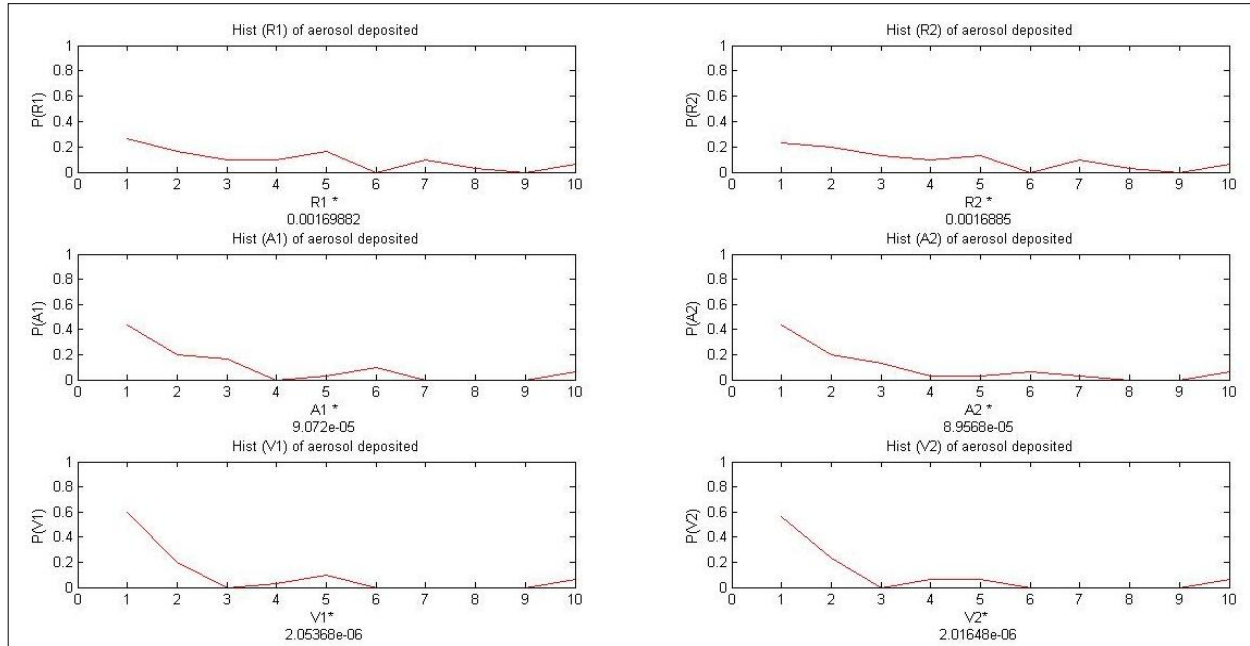 Hist (R1) of aerosol deposited
1
0.8
0.6
0.4
0.2
0
P(R1)
0 1 2 3 4 5 6 7 8 9 10
R1 *
0.00169882
Hist (R2) of aerosol deposited
1
0.8
0.6
0.4
0.2
0
P(R2)
0 1 2 3 4 5 6 7 8 9 10
R2 *
0.0016885
Hist (A1) of aerosol deposited
1
0.8
0.6
0.4
0.2
0
P(A1)
0 1 2 3 4 5 6 7 8 9 10
A1 *
9.072e-05
Hist (A2) of aerosol deposited
1
0.8
0.6
0.4
0.2
0
P(A2)
0 1 2 3 4 5 6 7 8 9 10
A2 *
8.9568e-05
Hist (V1) of aerosol deposited
1
0.8
0.6
0.4
0.2
0
P(V1)
0 1 2 3 4 5 6 7 8 9 10
V1*
2.05368e-06
Hist (V2) of aerosol deposited
1
0.8
0.6
0.4
0.2
0
P(V2)
0 1 2 3 4 5 6 7 8 9 10
V2*
2.01648e-06